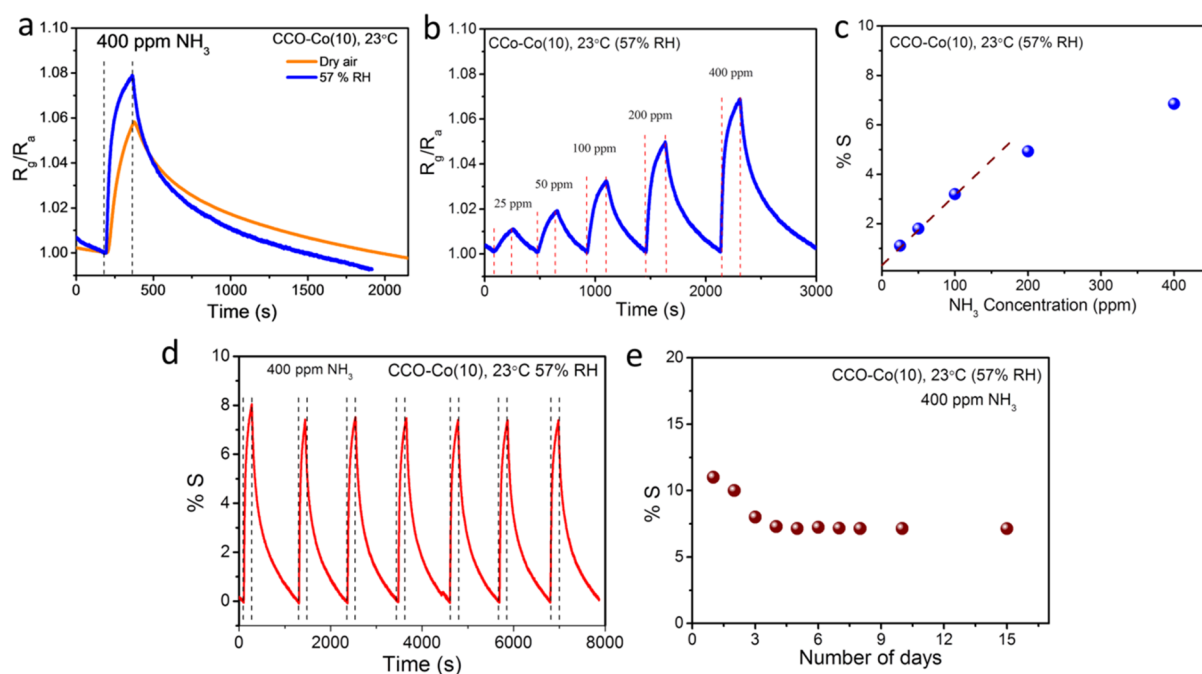 a
400 ppm NH3
CCO-Co(10), 23°C
Dry air
57 % RH
Rg/Ra
1.10
1.08
1.06
1.04
1.02
1.00
0 500 1000 1500 2000
Time (s)
b
CCo-Co(10), 23°C (57% RH)
25 ppm
50 ppm
100 ppm
200 ppm
400 ppm
Rg/Ra
1.10
1.08
1.06
1.04
1.02
1.00
0 1000 2000 3000
Time (s)
c
CCO-Co(10), 23°C (57% RH)
% S
8
6
4
2
0 100 200 300 400
NH3 Concentration (ppm)
d
400 ppm NH3
CCO-Co(10), 23°C 57% RH
% S
10
8
6
4
2
0
0 2000 4000 6000 8000
Time (s)
e
CCO-Co(10), 23°C (57% RH)
400 ppm NH3
% S
20
15
10
5
0
0 3 6 9 12 15
Number of days